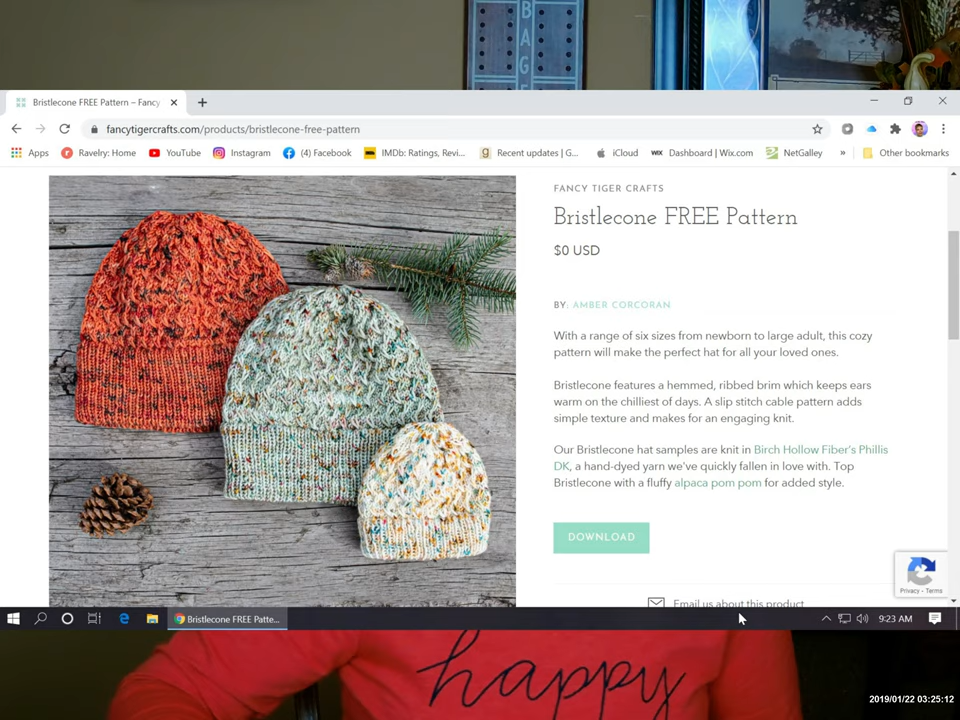 BAGE
Bristlecone FREE Pattern – Fancy
fancytigercrafts.com/products/bristlecone-free-pattern
Apps Ravelry: Home YouTube Instagram (4) Facebook IMDb: Ratings, Revi... Recent updates | G... iCloud WIX Dashboard | Wix.com NetGalley » Other bookmarks
FANCY TIGER CRAFTS
Bristlecone FREE Pattern
$0 USD
BY: AMBER CORCORAN
With a range of six sizes from newborn to large adult, this cozy
pattern will make the perfect hat for all your loved ones.
Bristlecone features a hemmed, ribbed brim which keeps ears
warm on the chilliest of days. A slip stitch cable pattern adds
simple texture and makes for an engaging knit.
Our Bristlecone hat samples are knit in Birch Hollow Fiber's Phillis
DK, a hand-dyed yarn we've quickly fallen in love with. Top
Bristlecone with a fluffy alpaca pom pom for added style.
DOWNLOAD
Privacy - Terms
Email us about this product
Bristlecone FREE Patte...
9:23 AM
happy
2019/01/22 03:25:12